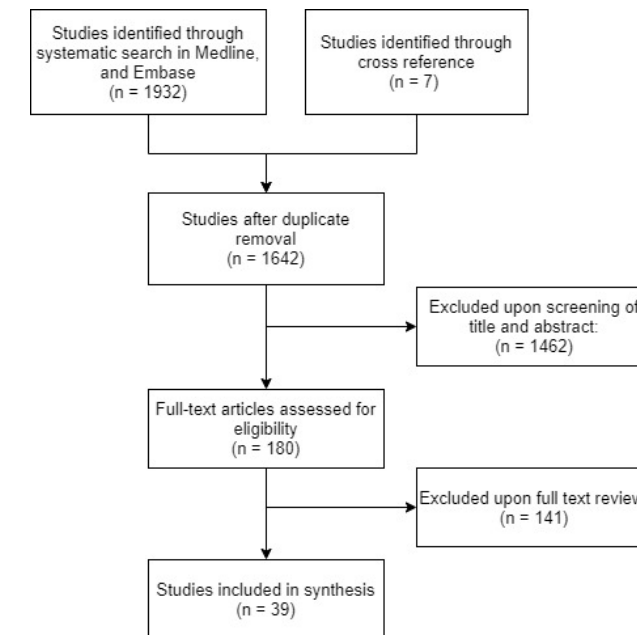 Studies identified through
systematic search in Medline,
and Embase
(n = 1932)
Studies identified through
cross reference
(n = 7)
Studies after duplicate
removal
(n = 1642)
Excluded upon screening of
title and abstract:
(n = 1462)
Full-text articles assessed for
eligibility
(n = 180)
Excluded upon full text review
(n = 141)
Studies included in synthesis
(n = 39)